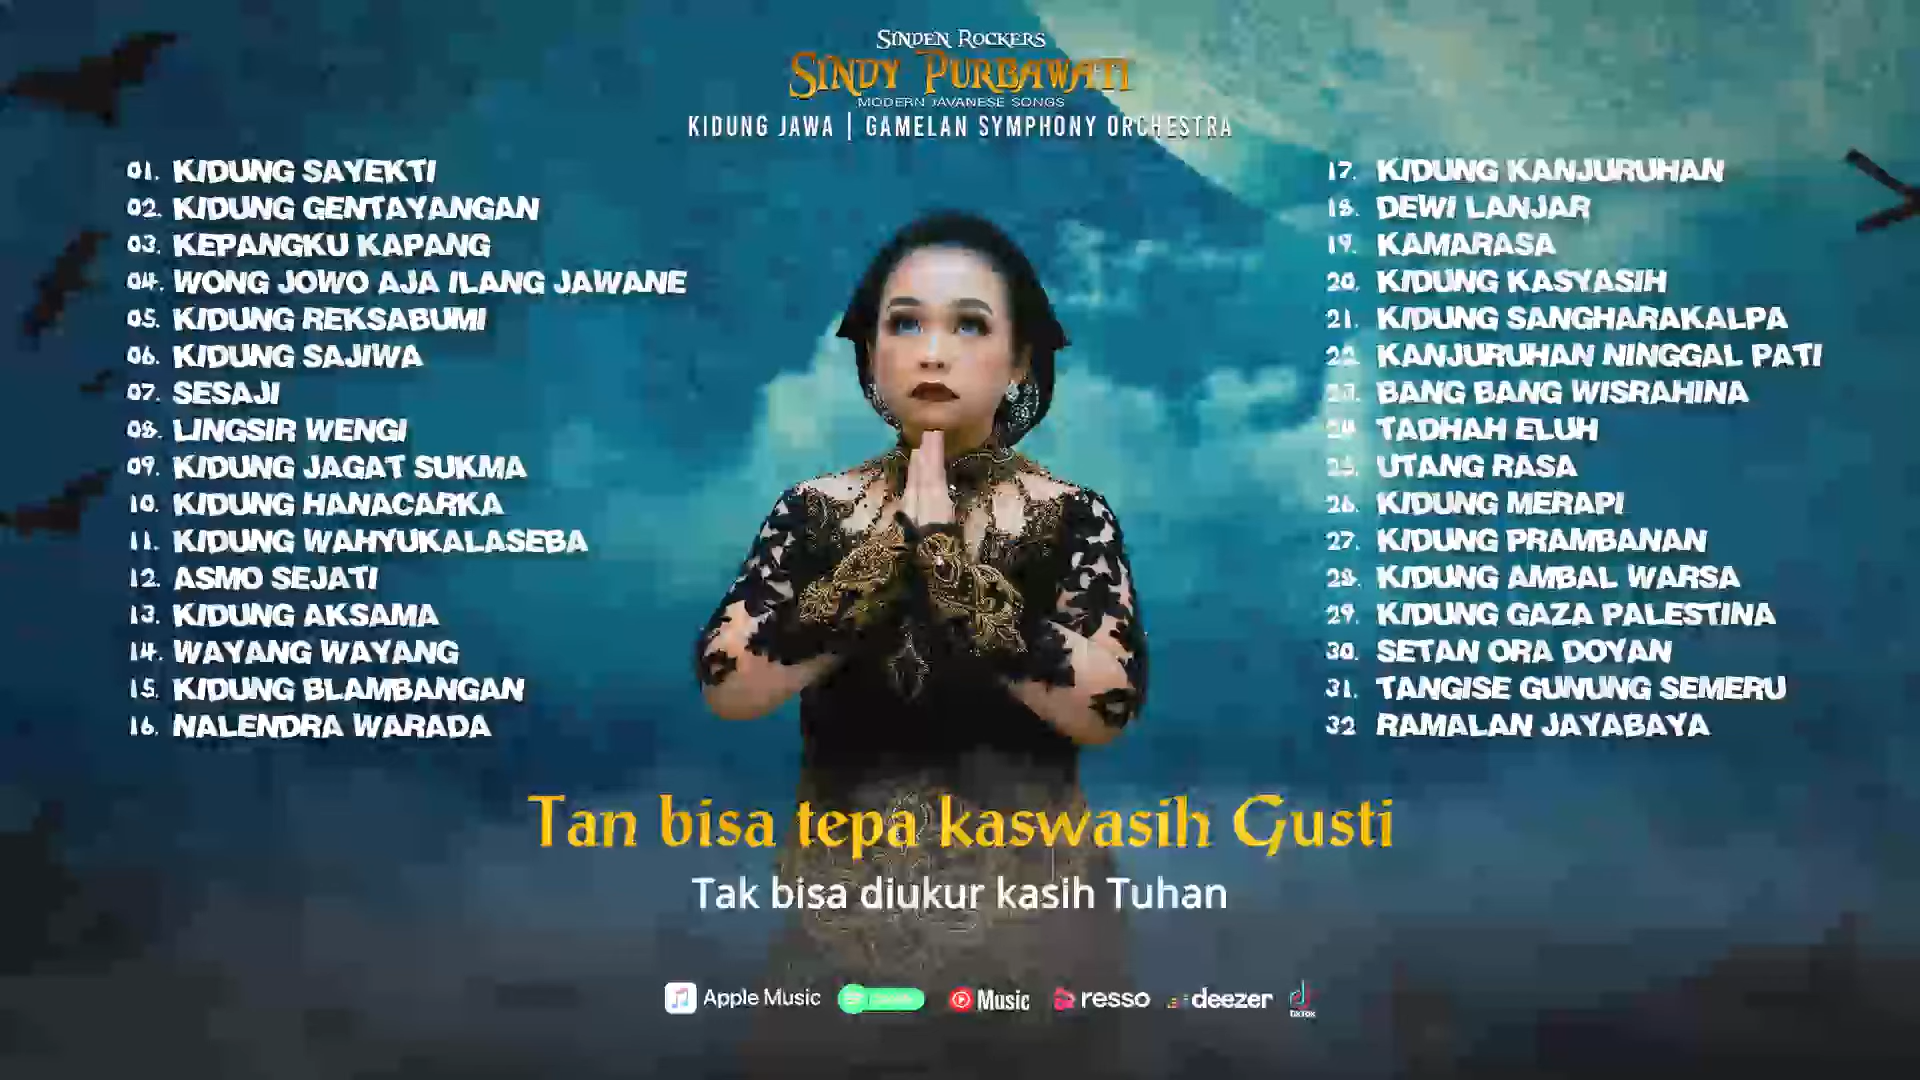 SINDEN ROCKERS
SINDY PURBAWATI
MODERN JAVANESE SONGS
KIDUNG JAWA | GAMELAN SYMPHONY ORCHESTRA
01. KIDUNG SAYEKTI
02. KIDUNG GENTAYANGAN
03. KEPANGKU KAPANG
04. WONG JOWO AJA ILANG JAWANE
05. KIDUNG REKSABUMI
06. KIDUNG SAJIWA
07. SESAJI
08. LINGSIR WENGI
09. KIDUNG JAGAT SUKMA
10. KIDUNG HANACARKA
11. KIDUNG WAHYUKALASEBA
12. ASMO SEJATI
13. KIDUNG AKSAMA
14. WAYANG WAYANG
15. KIDUNG BLAMBANGAN
16. NALENDRA WARADA
17. KIDUNG KANJURUHAN
18. DEWI LANJAR
19. KAMARASA
20. KIDUNG KASYASIH
21. KIDUNG SANGHARAKALPA
22. KANJURUHAN NINGGAL PATI
23. BANG BANG WISRAHINA
24. TADHAH ELUH
25. UTANG RASA
26. KIDUNG MERAPI
27. KIDUNG PRAMBANAN
28. KIDUNG AMBAL WARSA
29. KIDUNG GAZA PALESTINA
30. SETAN ORA DOYAN
31. TANGISE GUNUNG SEMERU
32 RAMALAN JAYABAYA
Tan bisa tepa kaswasih Gusti
Tak bisa diukur kasih Tuhan
Apple Music
Music
resso
deezer
TikTok